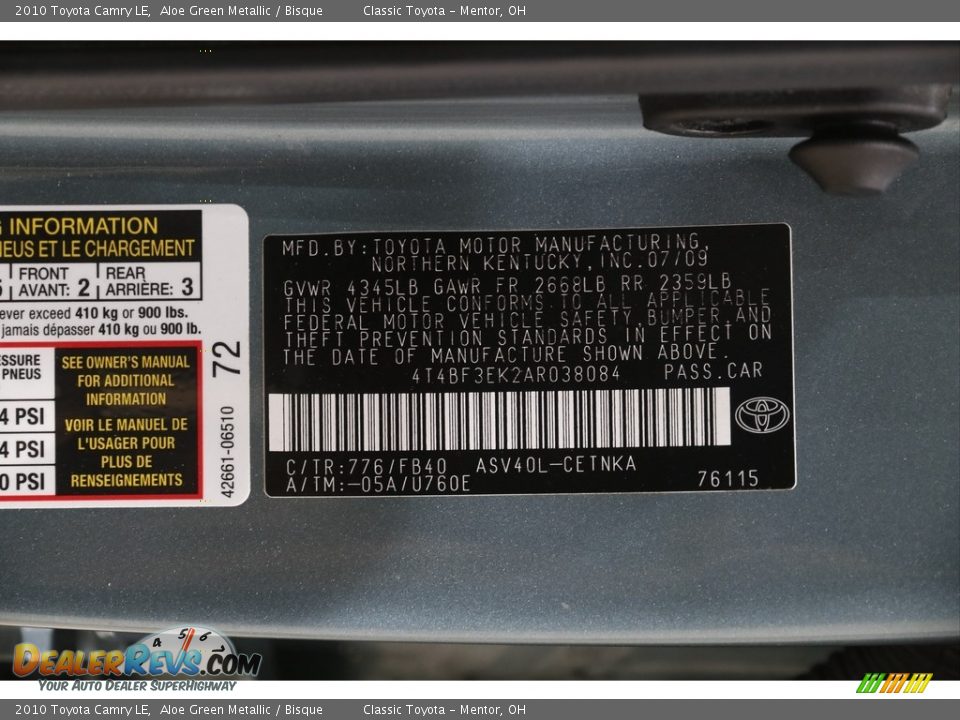 2010 Toyota Camry LE, Aloe Green Metallic / Bisque Classic Toyota – Mentor, OH
INFORMATION
ET LE CHARGEMENT
FRONT AVANT: 2
REAR ARRIÈRE: 3
exceed 410 kg or 900 lbs.
jamais dépasser 410 kg ou 900 lb.
PNEUS
PSI
PSI
PSI
SEE OWNER'S MANUAL
FOR ADDITIONAL
INFORMATION
VOIR LE MANUEL DE
L'USAGER POUR
PLUS DE
RENSEIGNEMENTS
72
42661-06510
MFD.BY:TOYOTA MOTOR MANUFACTURING,
NORTHERN KENTUCKY,INC.07/09
GVWR 4345LB GAWR FR 2668LB RR 2359LB
THIS VEHICLE CONFORMS TO ALL APPLICABLE
FEDERAL MOTOR VEHICLE SAFETY, BUMPER,AND
THEFT PREVENTION STANDARDS IN EFFECT ON
THE DATE OF MANUFACTURE SHOWN ABOVE.
4T4BF3EK2AR038084 PASS.CAR
C/TR:776/FB40 ASV40L-CETNKA
A/TM:-05A/U760E
76115
4 5 6
DEALERREVS.COM
YOUR AUTO DEALER SUPERHIGHWAY
2010 Toyota Camry LE, Aloe Green Metallic / Bisque Classic Toyota – Mentor, OH